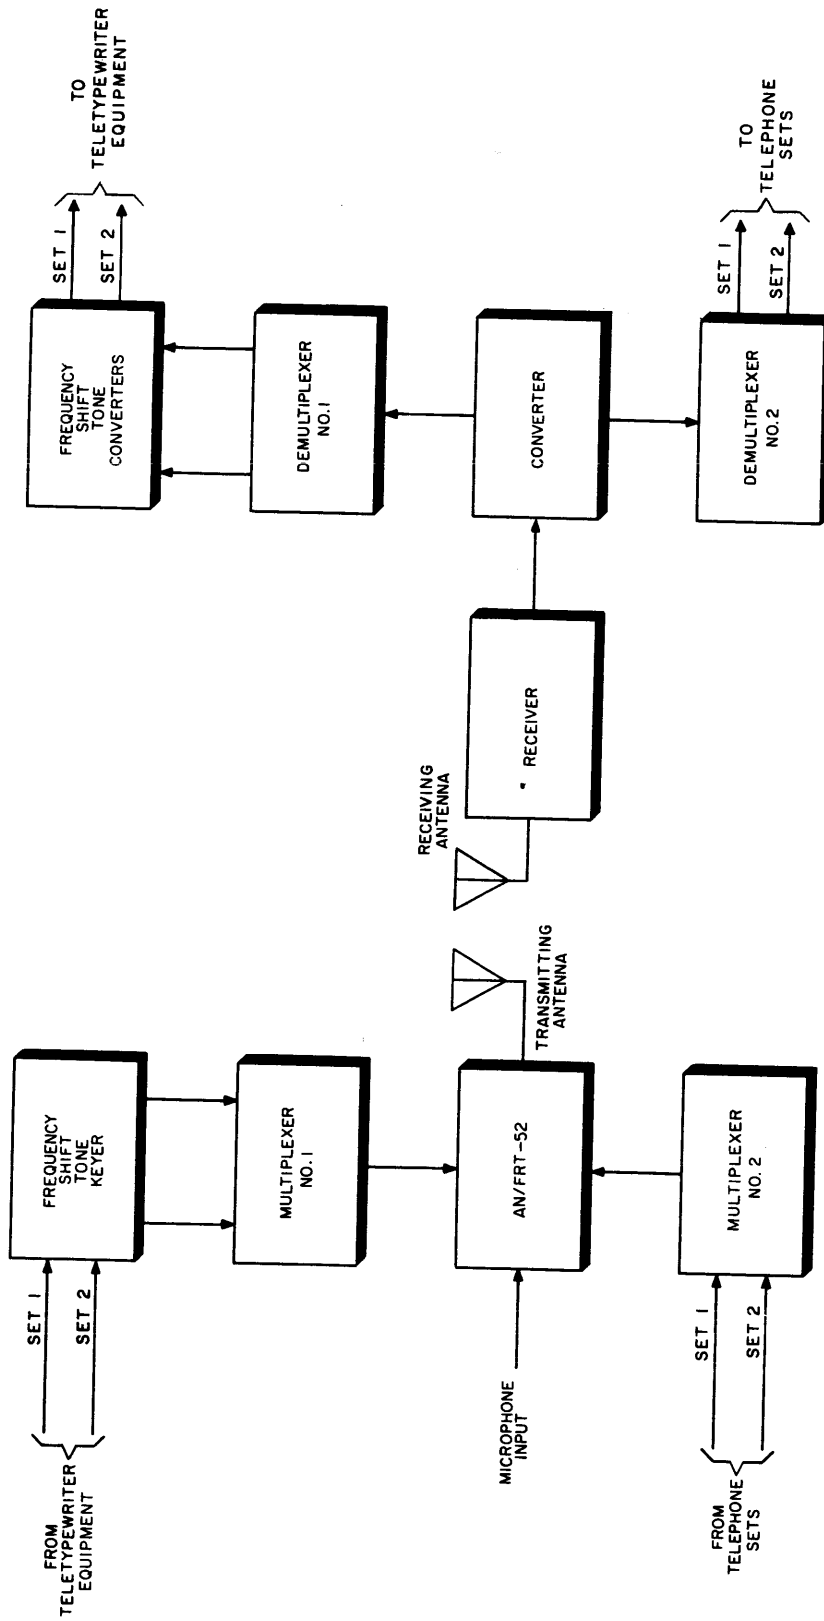 FROM
TELETYPEWRITER
EQUIPMENT
SET 1
SET 2
FREQUENCY
SHIFT
TONE
KEYER
MULTIPLEXER
NO. 1
MICROPHONE
INPUT
AN/FRT-52
FROM
TELEPHONE
SETS
SET 1
SET 2
MULTIPLEXER
NO. 2
TRANSMITTING
ANTENNA
RECEIVING
ANTENNA
RECEIVER
CONVERTER
DEMULTIPLEXER
NO. 1
FREQUENCY
SHIFT
TONE
CONVERTERS
SET 1
SET 2
TO
TELETYPEWRITER
EQUIPMENT
DEMULTIPLEXER
NO. 2
SET 1
SET 2
TO
TELEPHONE
SETS